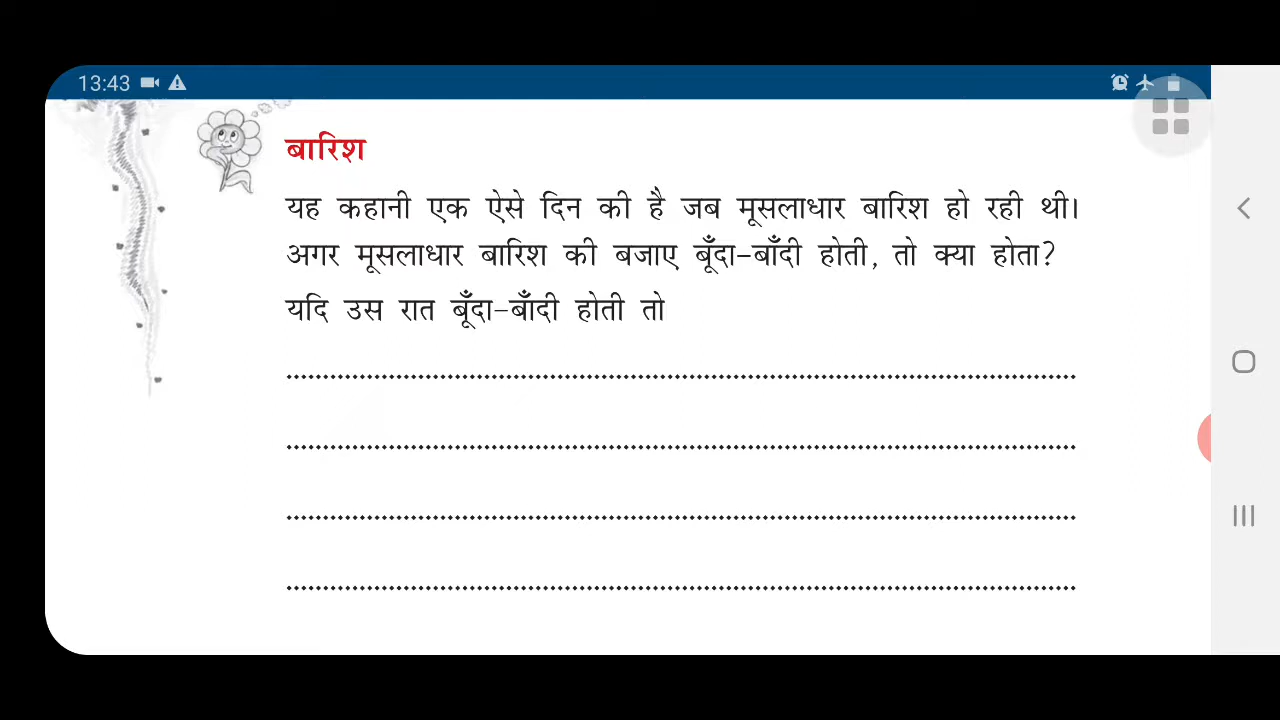 13:43
बारिश
यह कहानी एक ऐसे दिन की है जब मूसलाधार बारिश हो रही थी।
अगर मूसलाधार बारिश की बजाए बूँदा-बाँदी होती, तो क्या होता?
यदि उस रात बूँदा-बाँदी होती तो